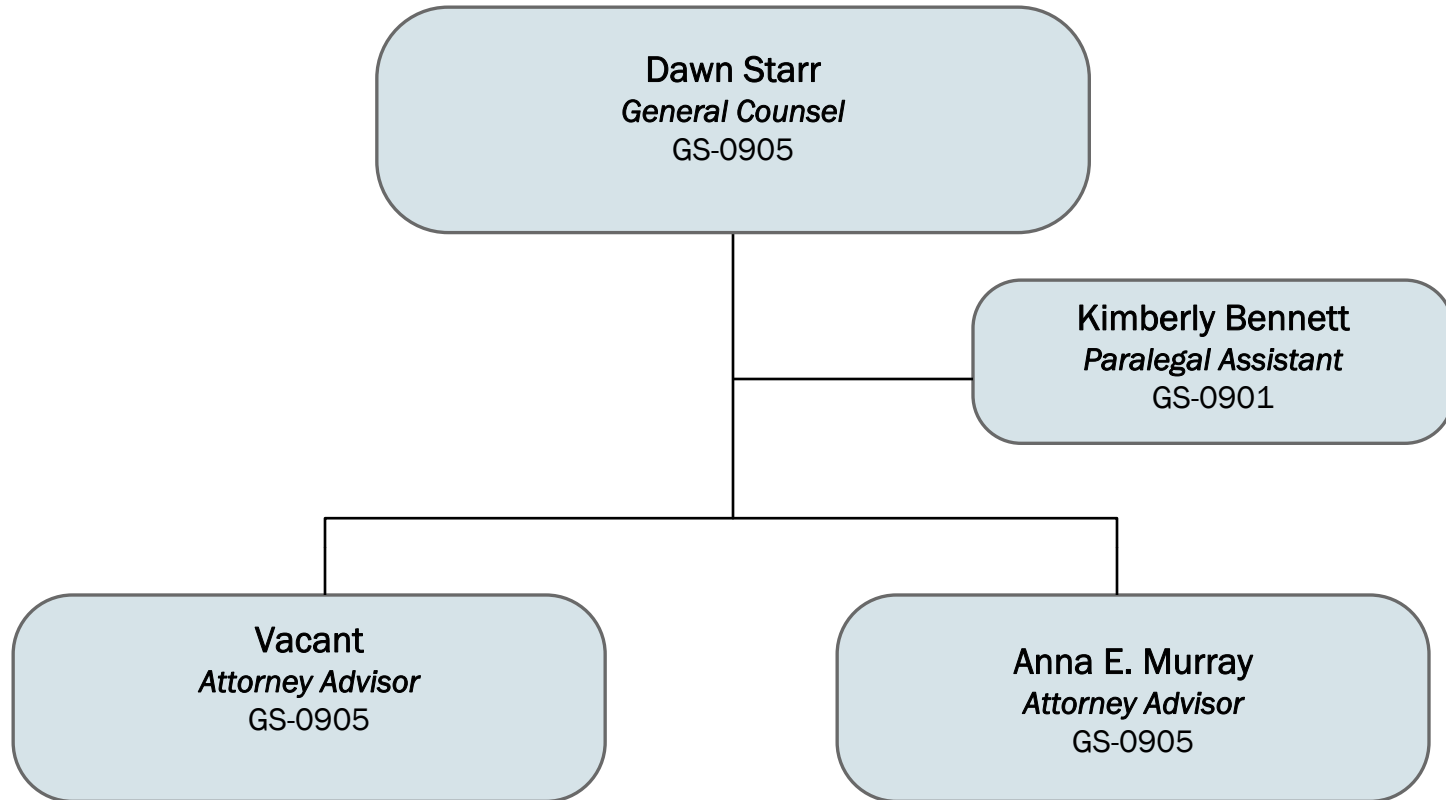 Dawn Starr
General Counsel
GS-0905
Kimberly Bennett
Paralegal Assistant
GS-0901
Vacant
Attorney Advisor
GS-0905
Anna E. Murray
Attorney Advisor
GS-0905